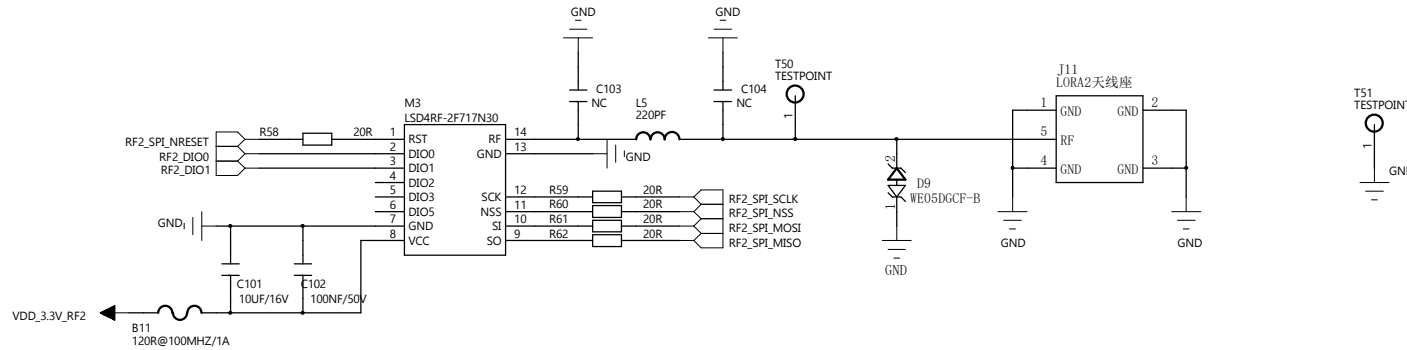 GND
GND
T50
TESTPOINT
1
C103
NC
C104
NC
L5
220PF
J11
LORA2天线座
1 GND GND 2
5 RF
4 GND GND 3
GND
GND
T51
TESTPOINT
1
M3
LSD4RF-2F717N30
RF2_SPI_NRESET R58 20R 1 RST RF 14
RF2_DIO0 2 DIO0 GND 13 GND
RF2_DIO1 3 DIO1
4 DIO2
5 DIO3 SCK 12 R59 20R RF2_SPI_SCLK
6 DIO5 NSS 11 R60 20R RF2_SPI_NSS
GND 7 GND SI 10 R61 20R RF2_SPI_MOSI
8 VCC SO 9 R62 20R RF2_SPI_MISO
2
D9
WE05DGCF-B
1
GND
C101
10UF/16V
C102
100NF/50V
VDD_3.3V_RF2
B11
120R@100MHZ/1A